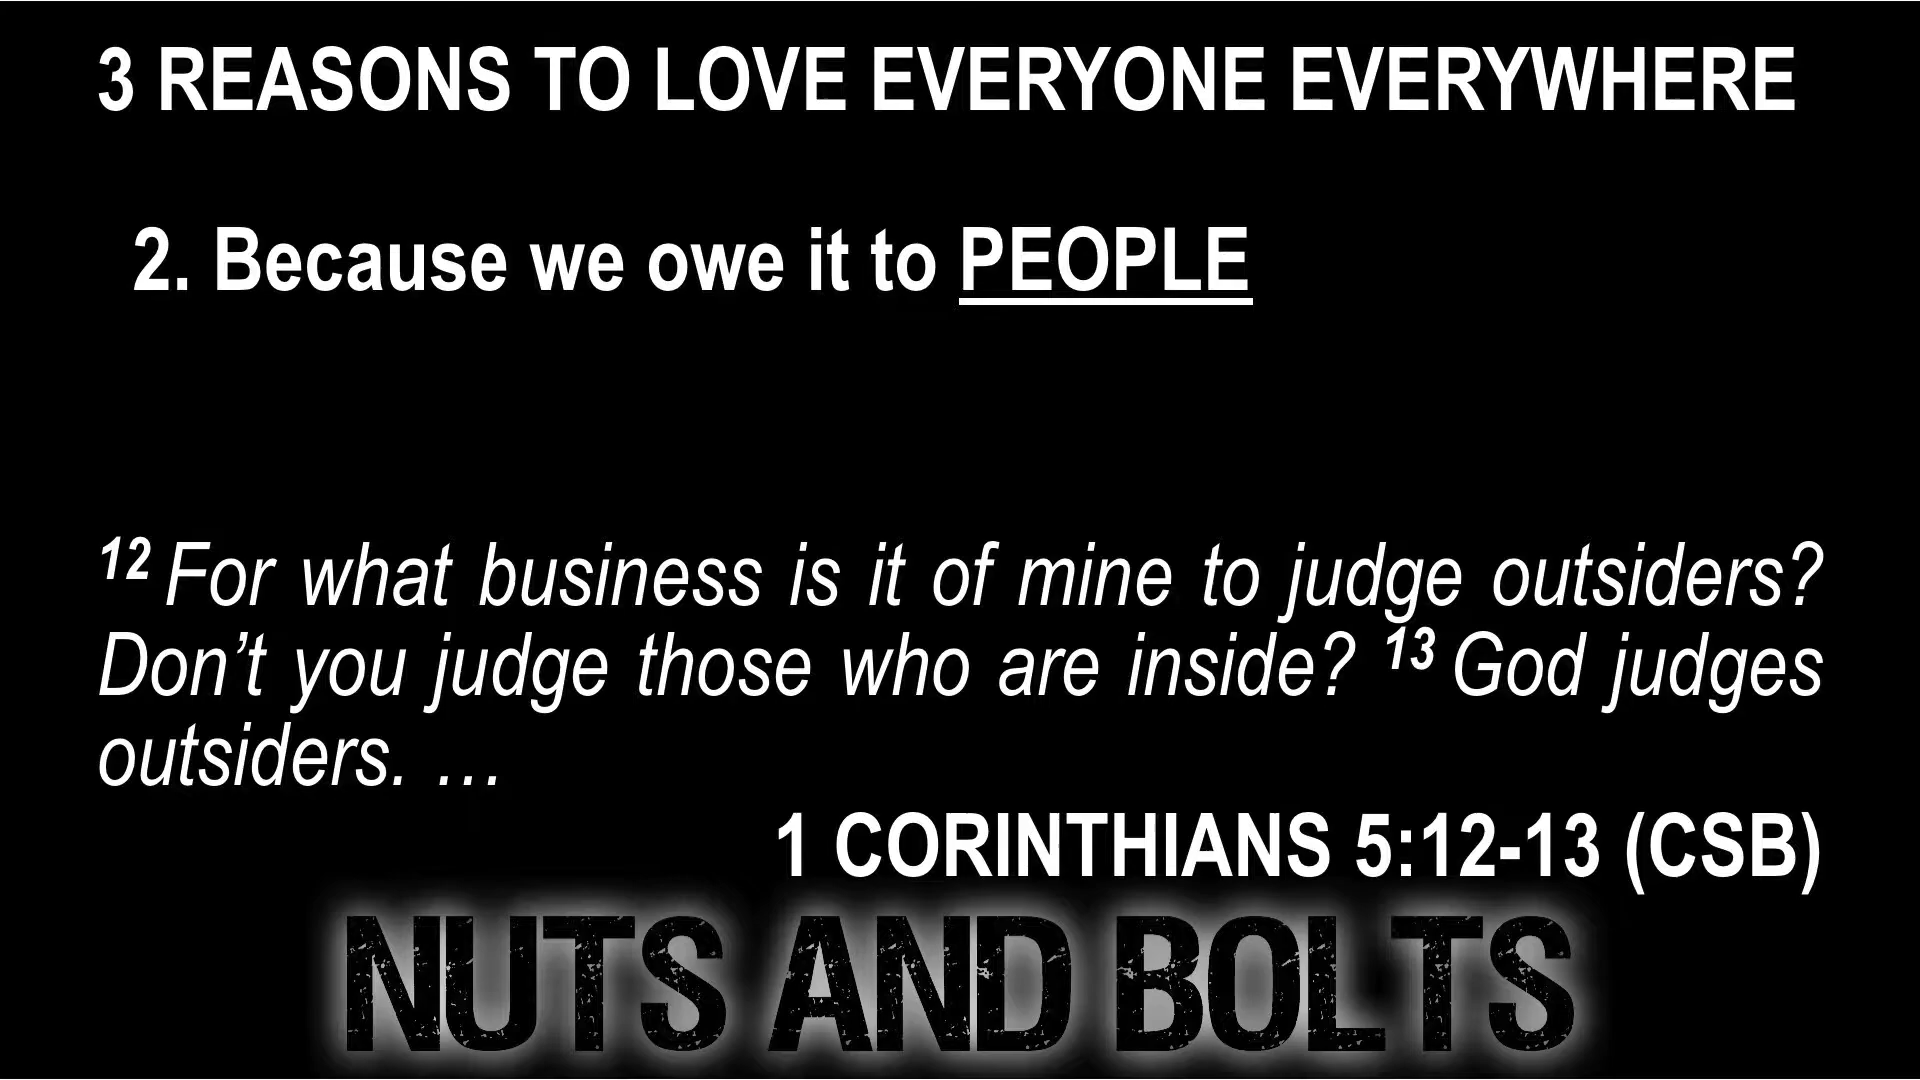 3 REASONS TO LOVE EVERYONE EVERYWHERE
2. Because we owe it to PEOPLE
12 For what business is it of mine to judge outsiders?
Don’t you judge those who are inside? 13 God judges
outsiders. …
1 CORINTHIANS 5:12-13 (CSB)
NUTS AND BOLTS